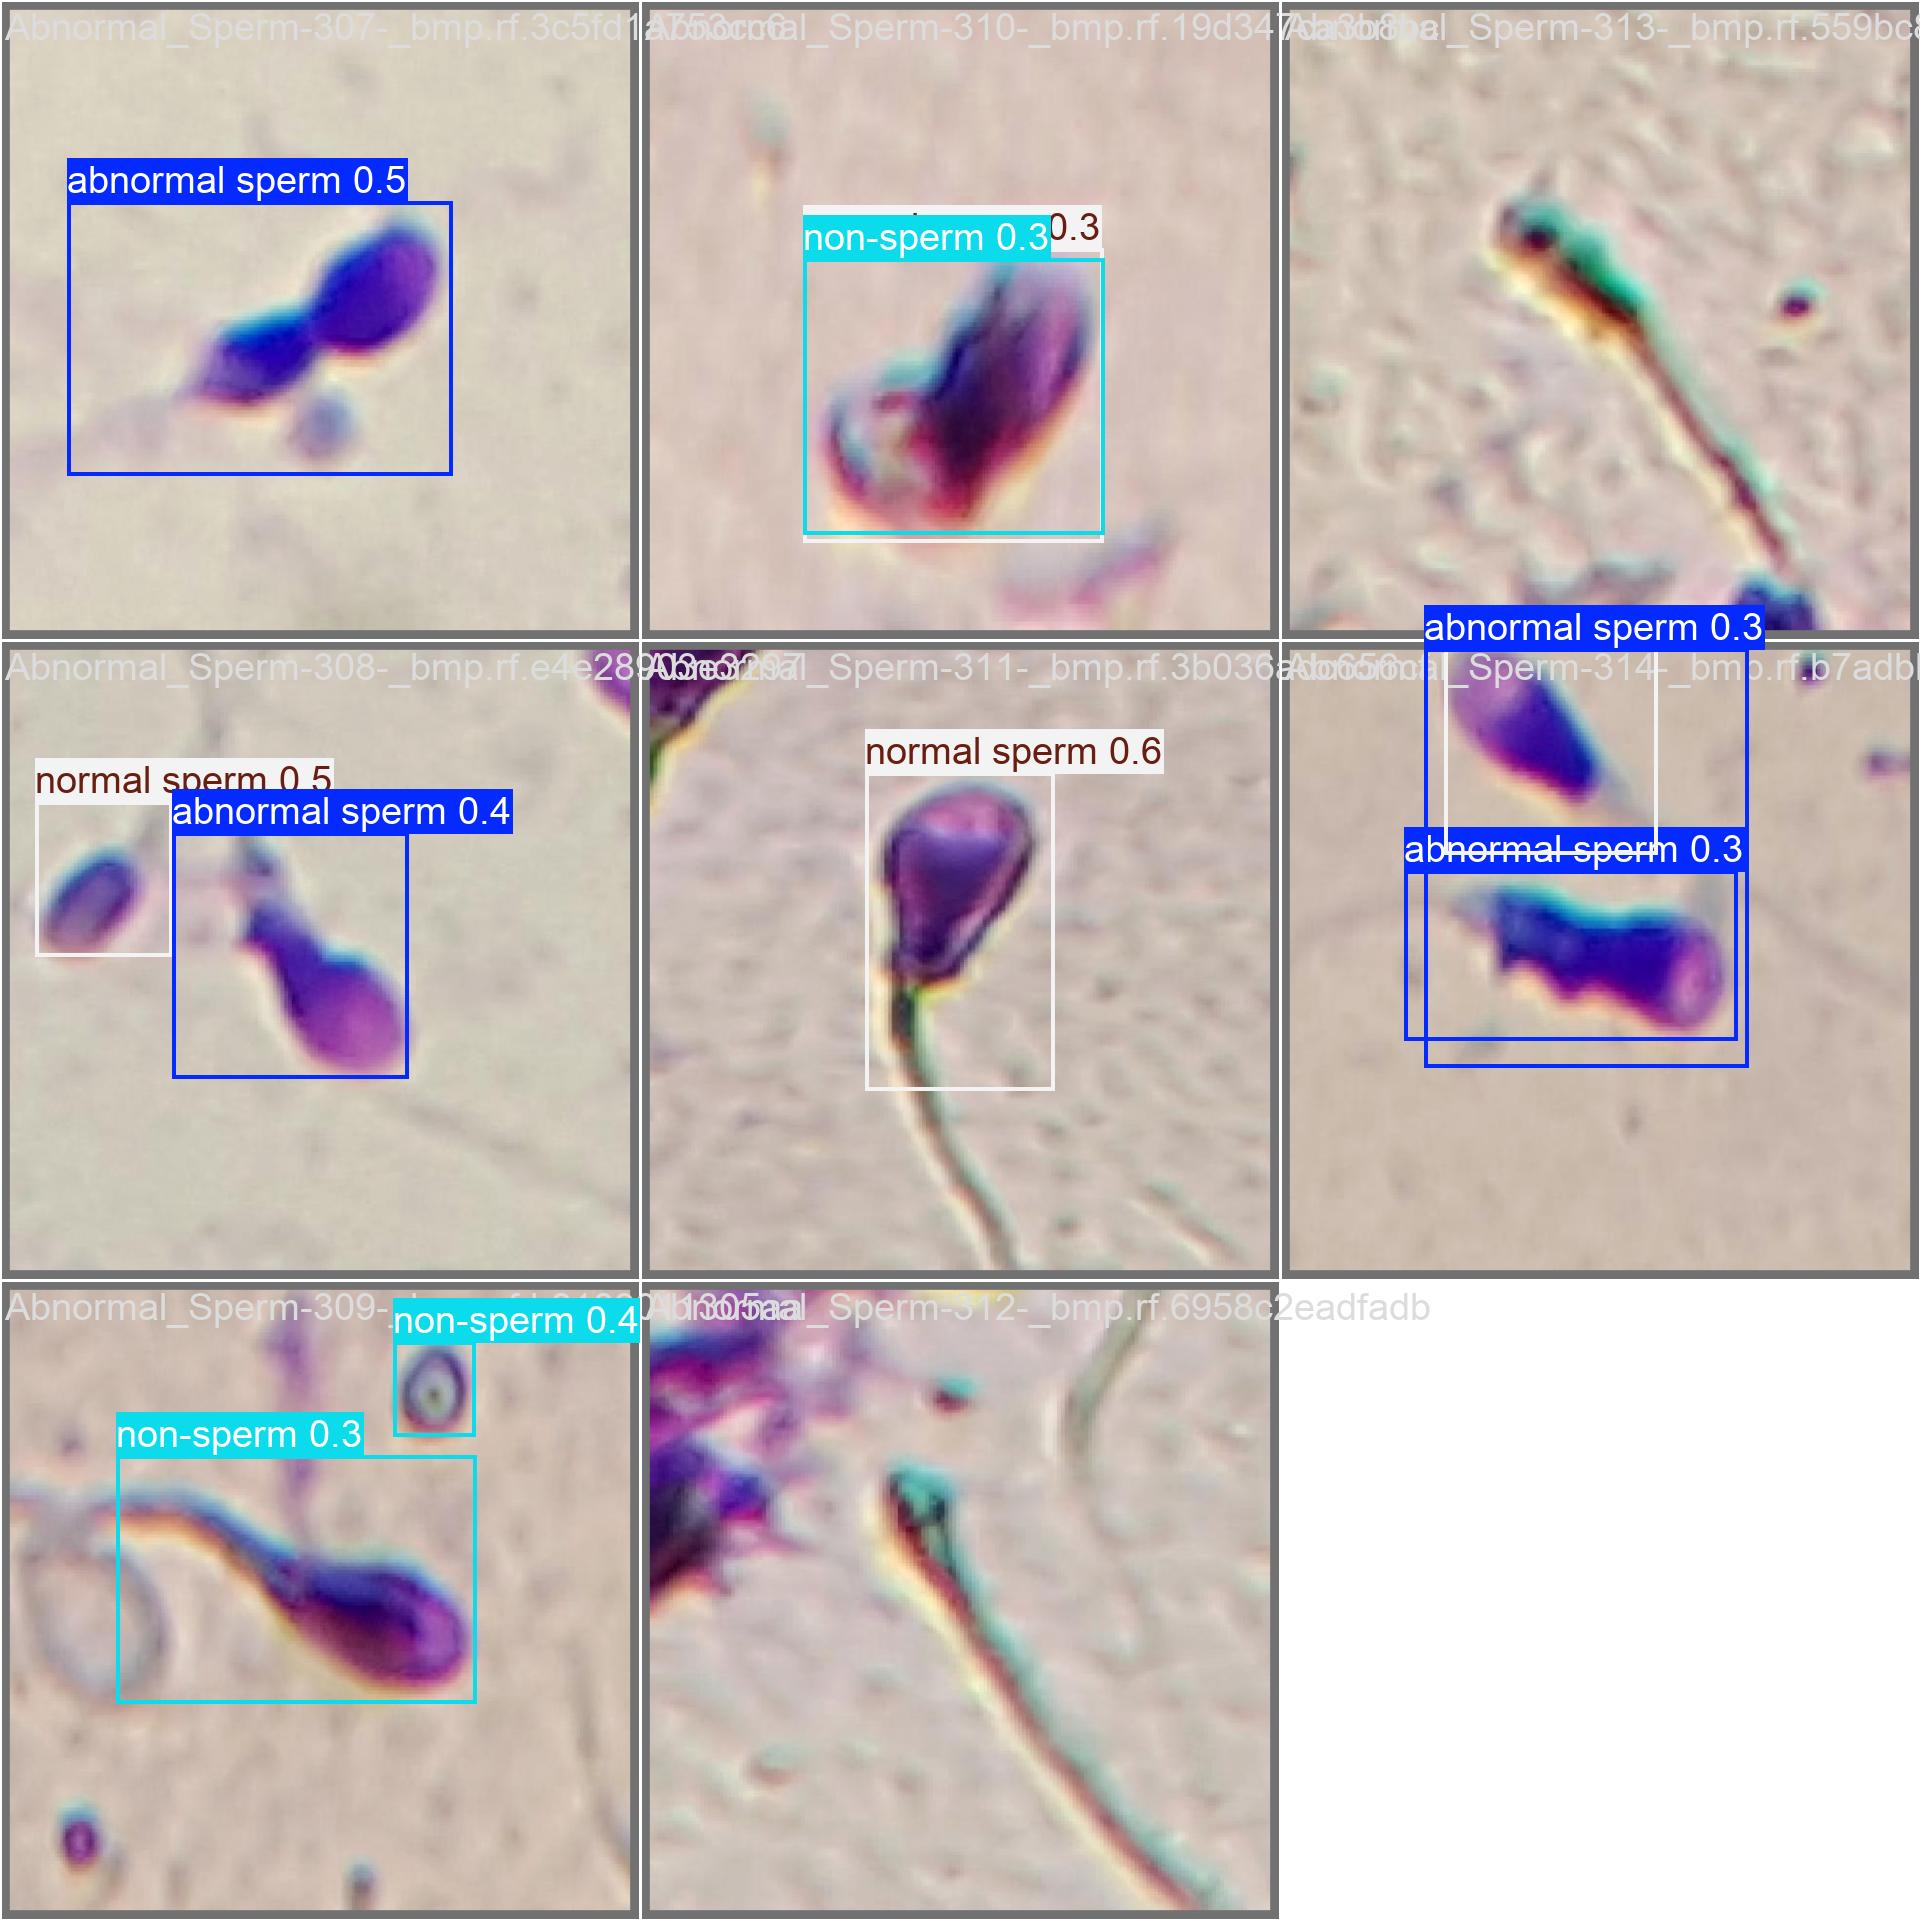 Abnormal_Sperm-307-_bmp.rf.3c5fd1
Abnormal_Sperm-310-_bmp.rf.19d347
Abnormal_Sperm-313-_bmp.rf.559bc
abnormal sperm 0.5
non-sperm 0.3
0.3
Abnormal_Sperm-308-_bmp.rf.e4e289
_Sperm-311-_bmp.rf.3b036
_Sperm-314-_bmp.rf.b7adb
abnormal sperm 0.3
normal sperm 0.5
abnormal sperm 0.4
normal sperm 0.6
abnormal sperm 0.3
Abnormal_Sperm-309-
_Sperm-312-_bmp.rf.6958c2eadfadb
non-sperm 0.4
non-sperm 0.3